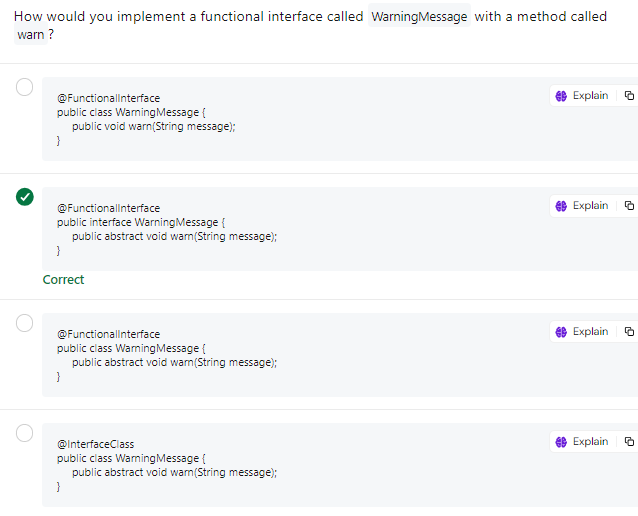 How would you implement a functional interface called WarningMessage with a method called
warn ?
Explain
@FunctionalInterface
public class WarningMessage {
public void warn(String message);
}
Explain
@FunctionalInterface
public interface WarningMessage {
public abstract void warn(String message);
}
Correct
Explain
@FunctionalInterface
public class WarningMessage {
public abstract void warn(String message);
}
Explain
@InterfaceClass
public class WarningMessage {
public abstract void warn(String message);
}